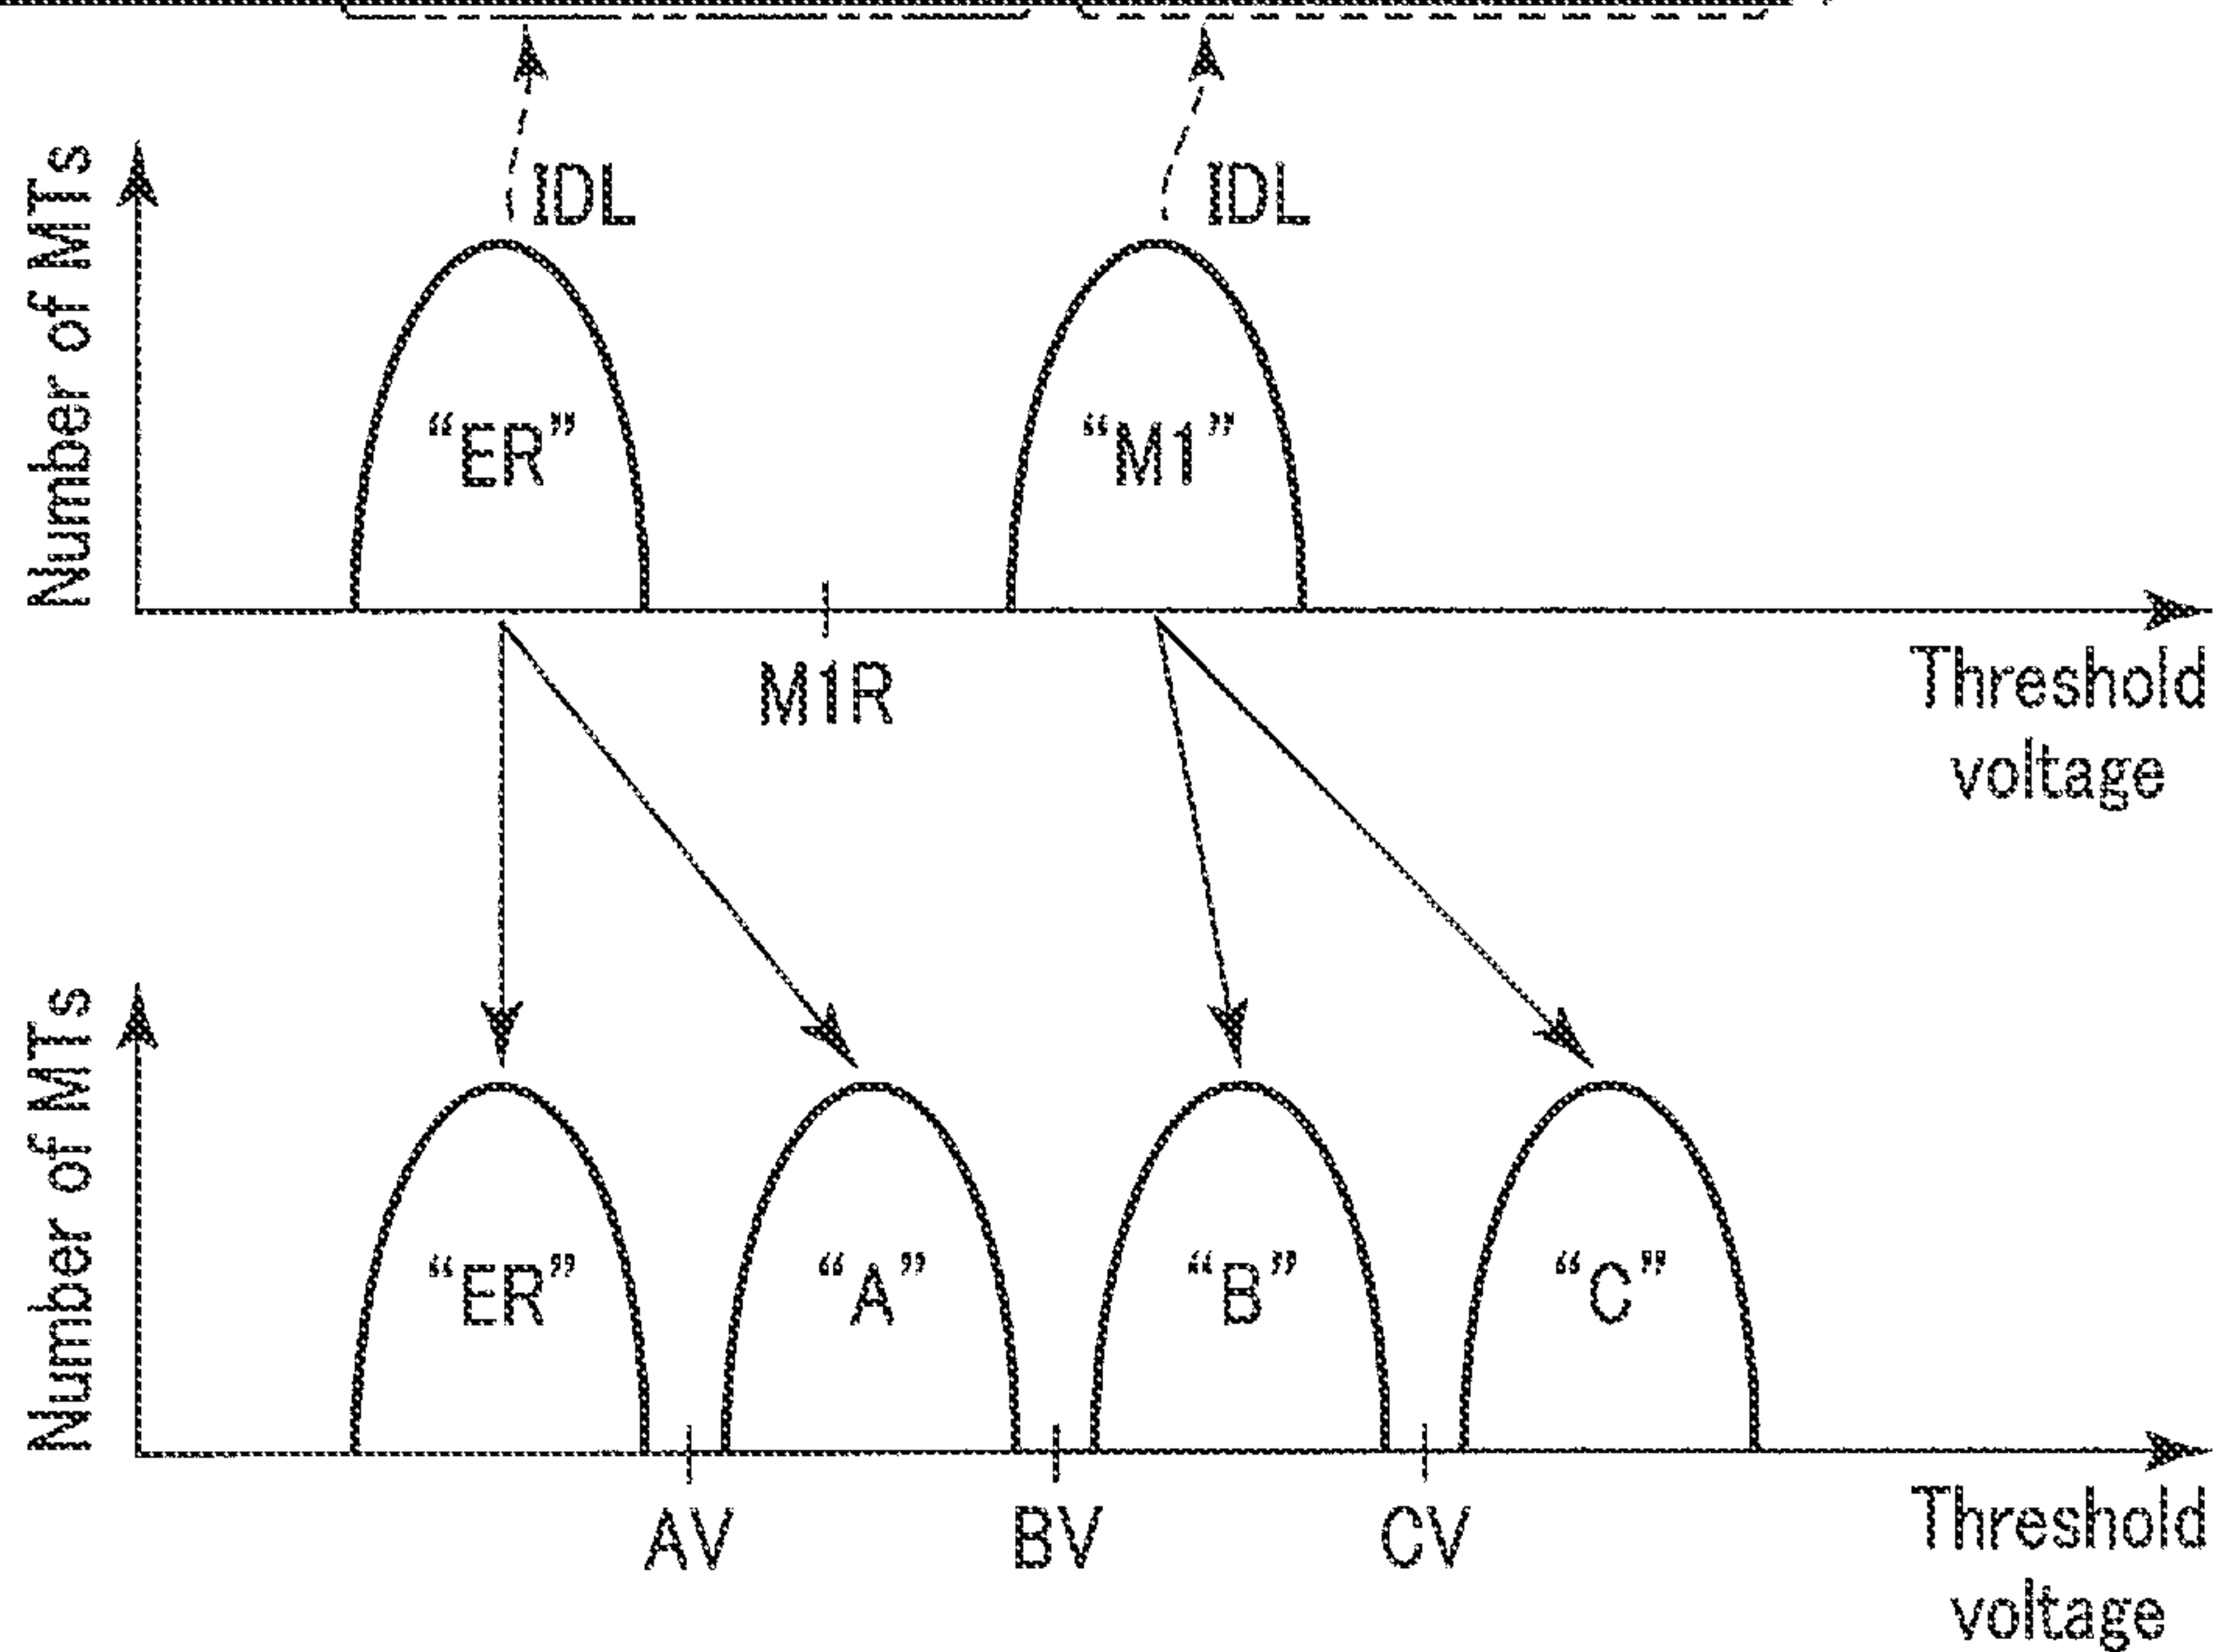 IDL
IDL
Number of MTs
“ER”
“M1”
M1R
Threshold
voltage
Number of MTs
“ER”
“A”
“B”
“C”
AV
BV
CV
Threshold
voltage